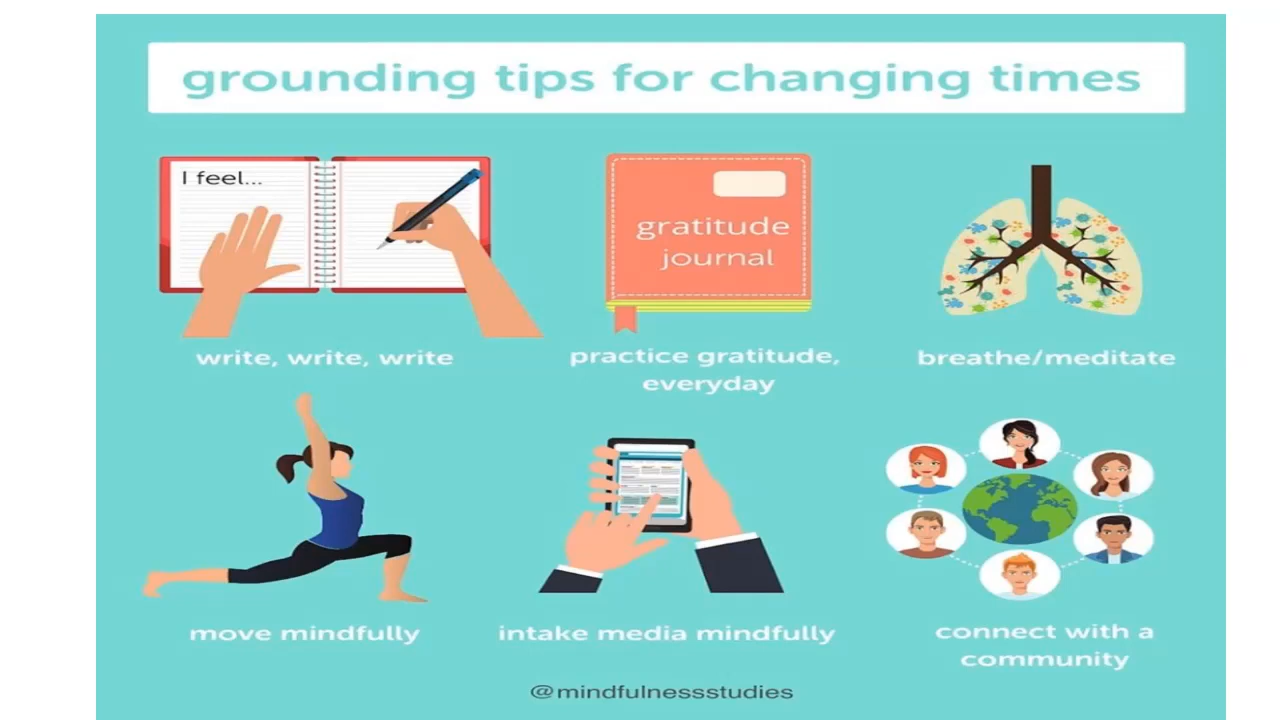 grounding tips for changing times
I feel...
gratitude
journal
write, write, write
practice gratitude,
everyday
breathe/meditate
move mindfully
intake media mindfully
connect with a
community
@mindfulnessstudies